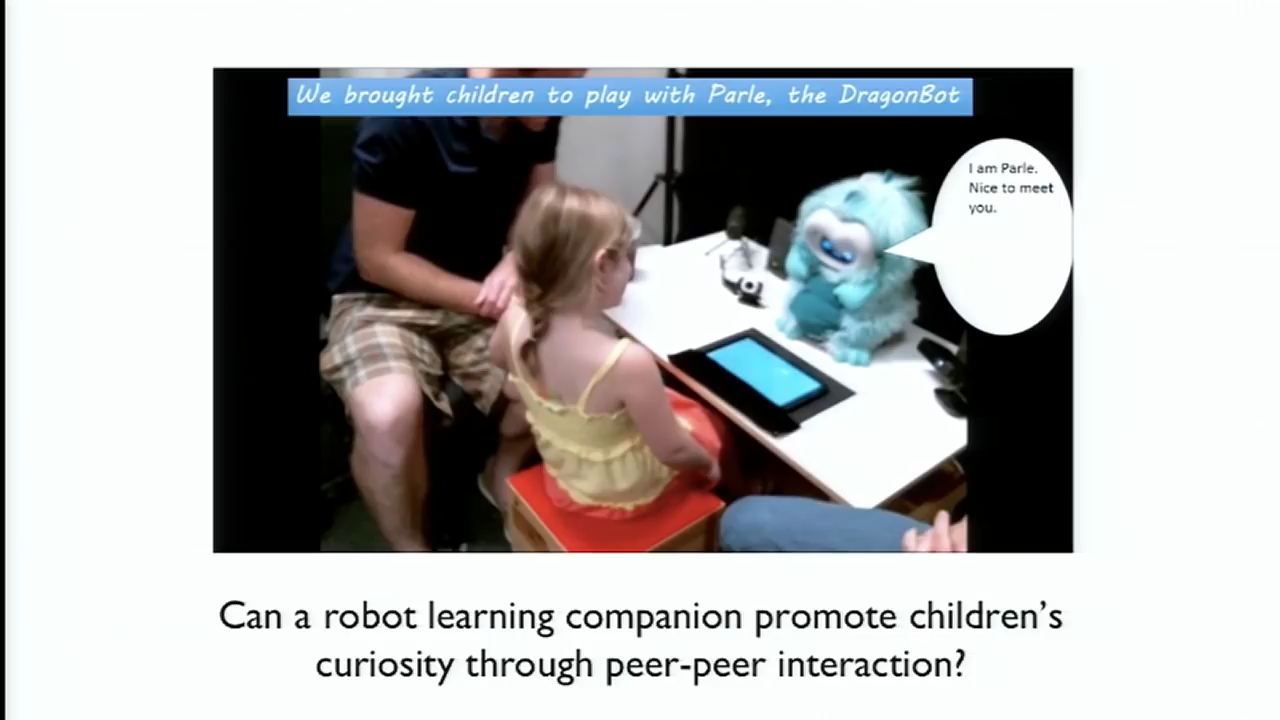 We brought children to play with Parle, the DragonBot
I am Parle.
Nice to meet
you.
Can a robot learning companion promote children's
curiosity through peer-peer interaction?